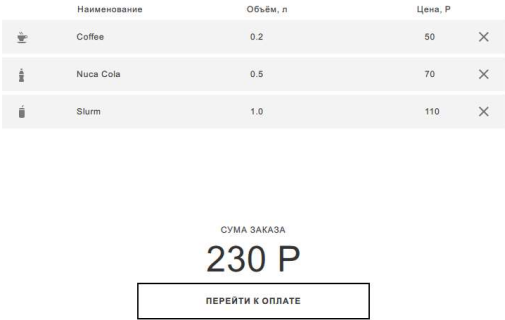 Наименование Объём, л Цена, Р
Coffee 0.2 50
Nuca Cola 0.5 70
Slurm 1.0 110
СУМА ЗАКАЗА
230 Р
ПЕРЕЙТИ К ОПЛАТЕ